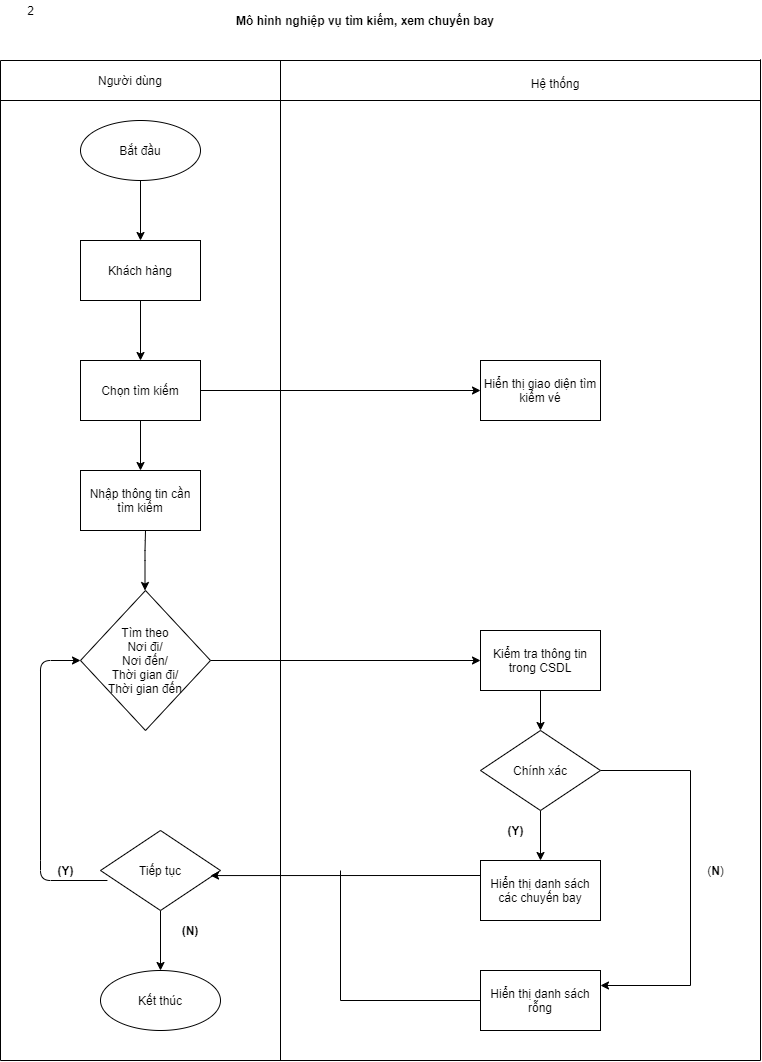 2
Mô hình nghiệp vụ tìm kiếm, xem chuyến bay
Người dùng
Hệ thống
Bắt đầu
Khách hàng
Chọn tìm kiếm
Hiển thị giao diện tìm
kiếm vé
Nhập thông tin cần
tìm kiếm
Tìm theo
Nơi đi/
Nơi đến/
Thời gian đi/
Thời gian đến
Kiểm tra thông tin
trong CSDL
Chính xác
(Y)
(N)
Hiển thị danh sách
các chuyến bay
Tiếp tục
(Y)
(N)
Kết thúc
Hiển thị danh sách
rỗng